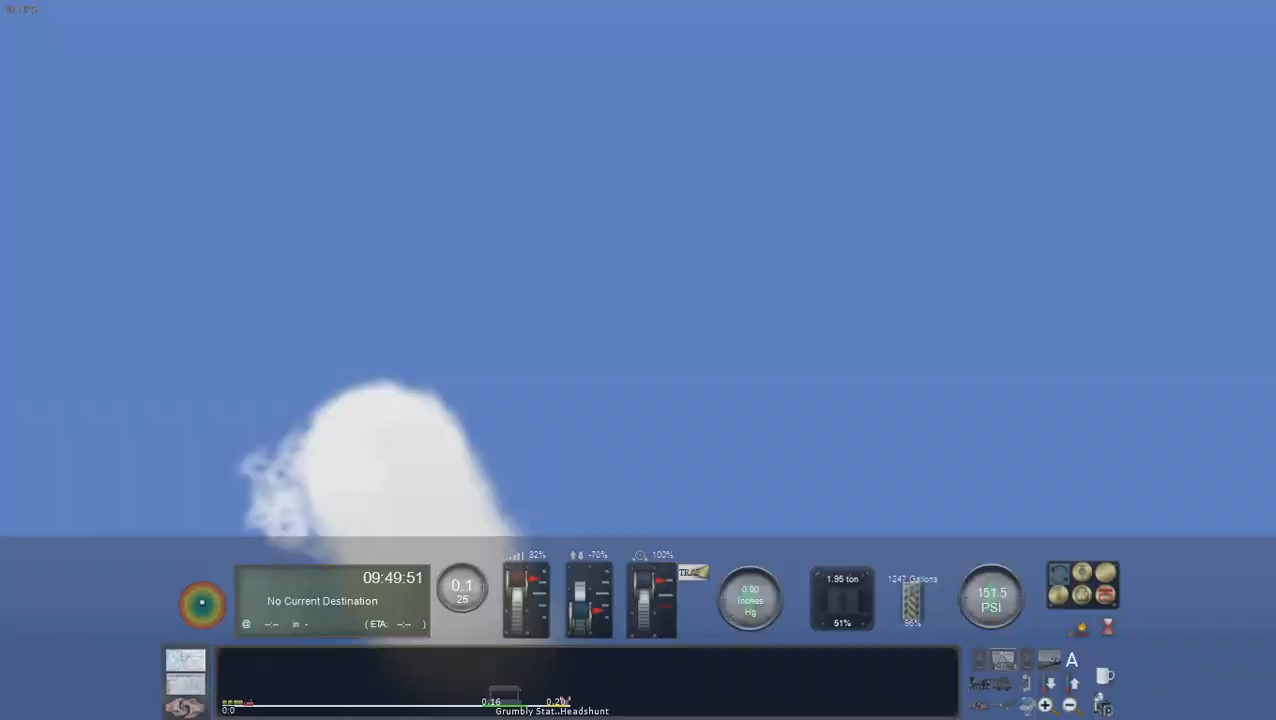 09:49:51
No Current Destination
@ --:-- in - ( ETA: --:-- )
0.1
25
82%
-70%
100%
0.00
Inches
Hg
1.95 ton
51%
1247 Gallons
96%
151.5
PSI
A
0:0
0.16
Grumbly Stat..Headshunt